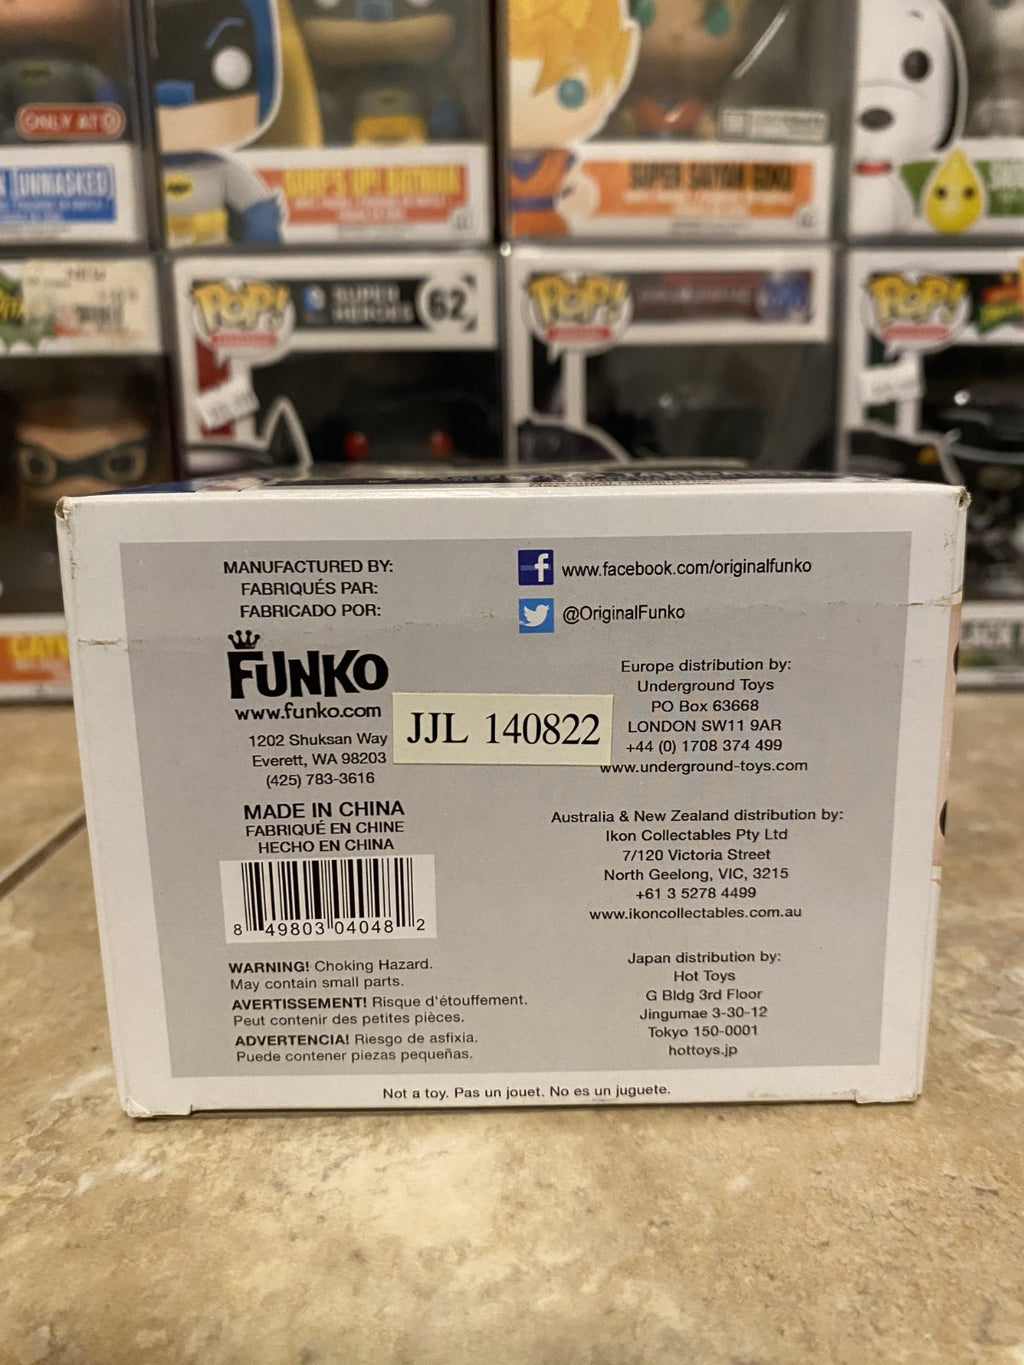 ONLY AT
UNMASKED
SURF'S UP! BATMAN
SUPER SAIYAN GOKU
POP!
SUPER
HEROES
62
POP!
POP!
MANUFACTURED BY:
FABRIQUÉS PAR:
FABRICADO POR:
FUNKO
www.funko.com
1202 Shuksan Way
Everett, WA 98203
(425) 783-3616
MADE IN CHINA
FABRIQUÉ EN CHINE
HECHO EN CHINA
8 49803 04048 2
WARNING! Choking Hazard.
May contain small parts.
AVERTISSEMENT! Risque d'étouffement.
Peut contenir des petites pièces.
ADVERTENCIA! Riesgo de asfixia.
Puede contener piezas pequeñas.
JJL 140822
f www.facebook.com/originalfunko
@OriginalFunko
Europe distribution by:
Underground Toys
PO Box 63668
LONDON SW11 9AR
+44 (0) 1708 374 499
www.underground-toys.com
Australia & New Zealand distribution by:
Ikon Collectables Pty Ltd
7/120 Victoria Street
North Geelong, VIC, 3215
+61 3 5278 4499
www.ikoncollectables.com.au
Japan distribution by:
Hot Toys
G Bldg 3rd Floor
Jingumae 3-30-12
Tokyo 150-0001
hottoys.jp
Not a toy. Pas un jouet. No es un juguete.